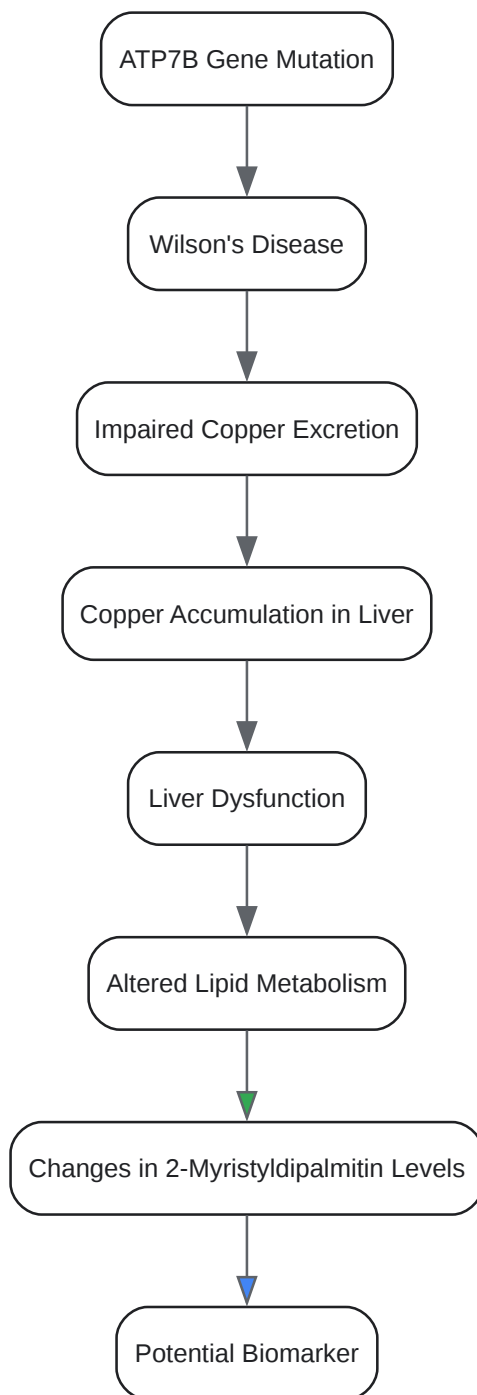 ATP7B Gene Mutation
Wilson's Disease
Impaired Copper Excretion
Copper Accumulation in Liver
Liver Dysfunction
Altered Lipid Metabolism
Changes in 2-Myristyldipalmitin Levels
Potential Biomarker